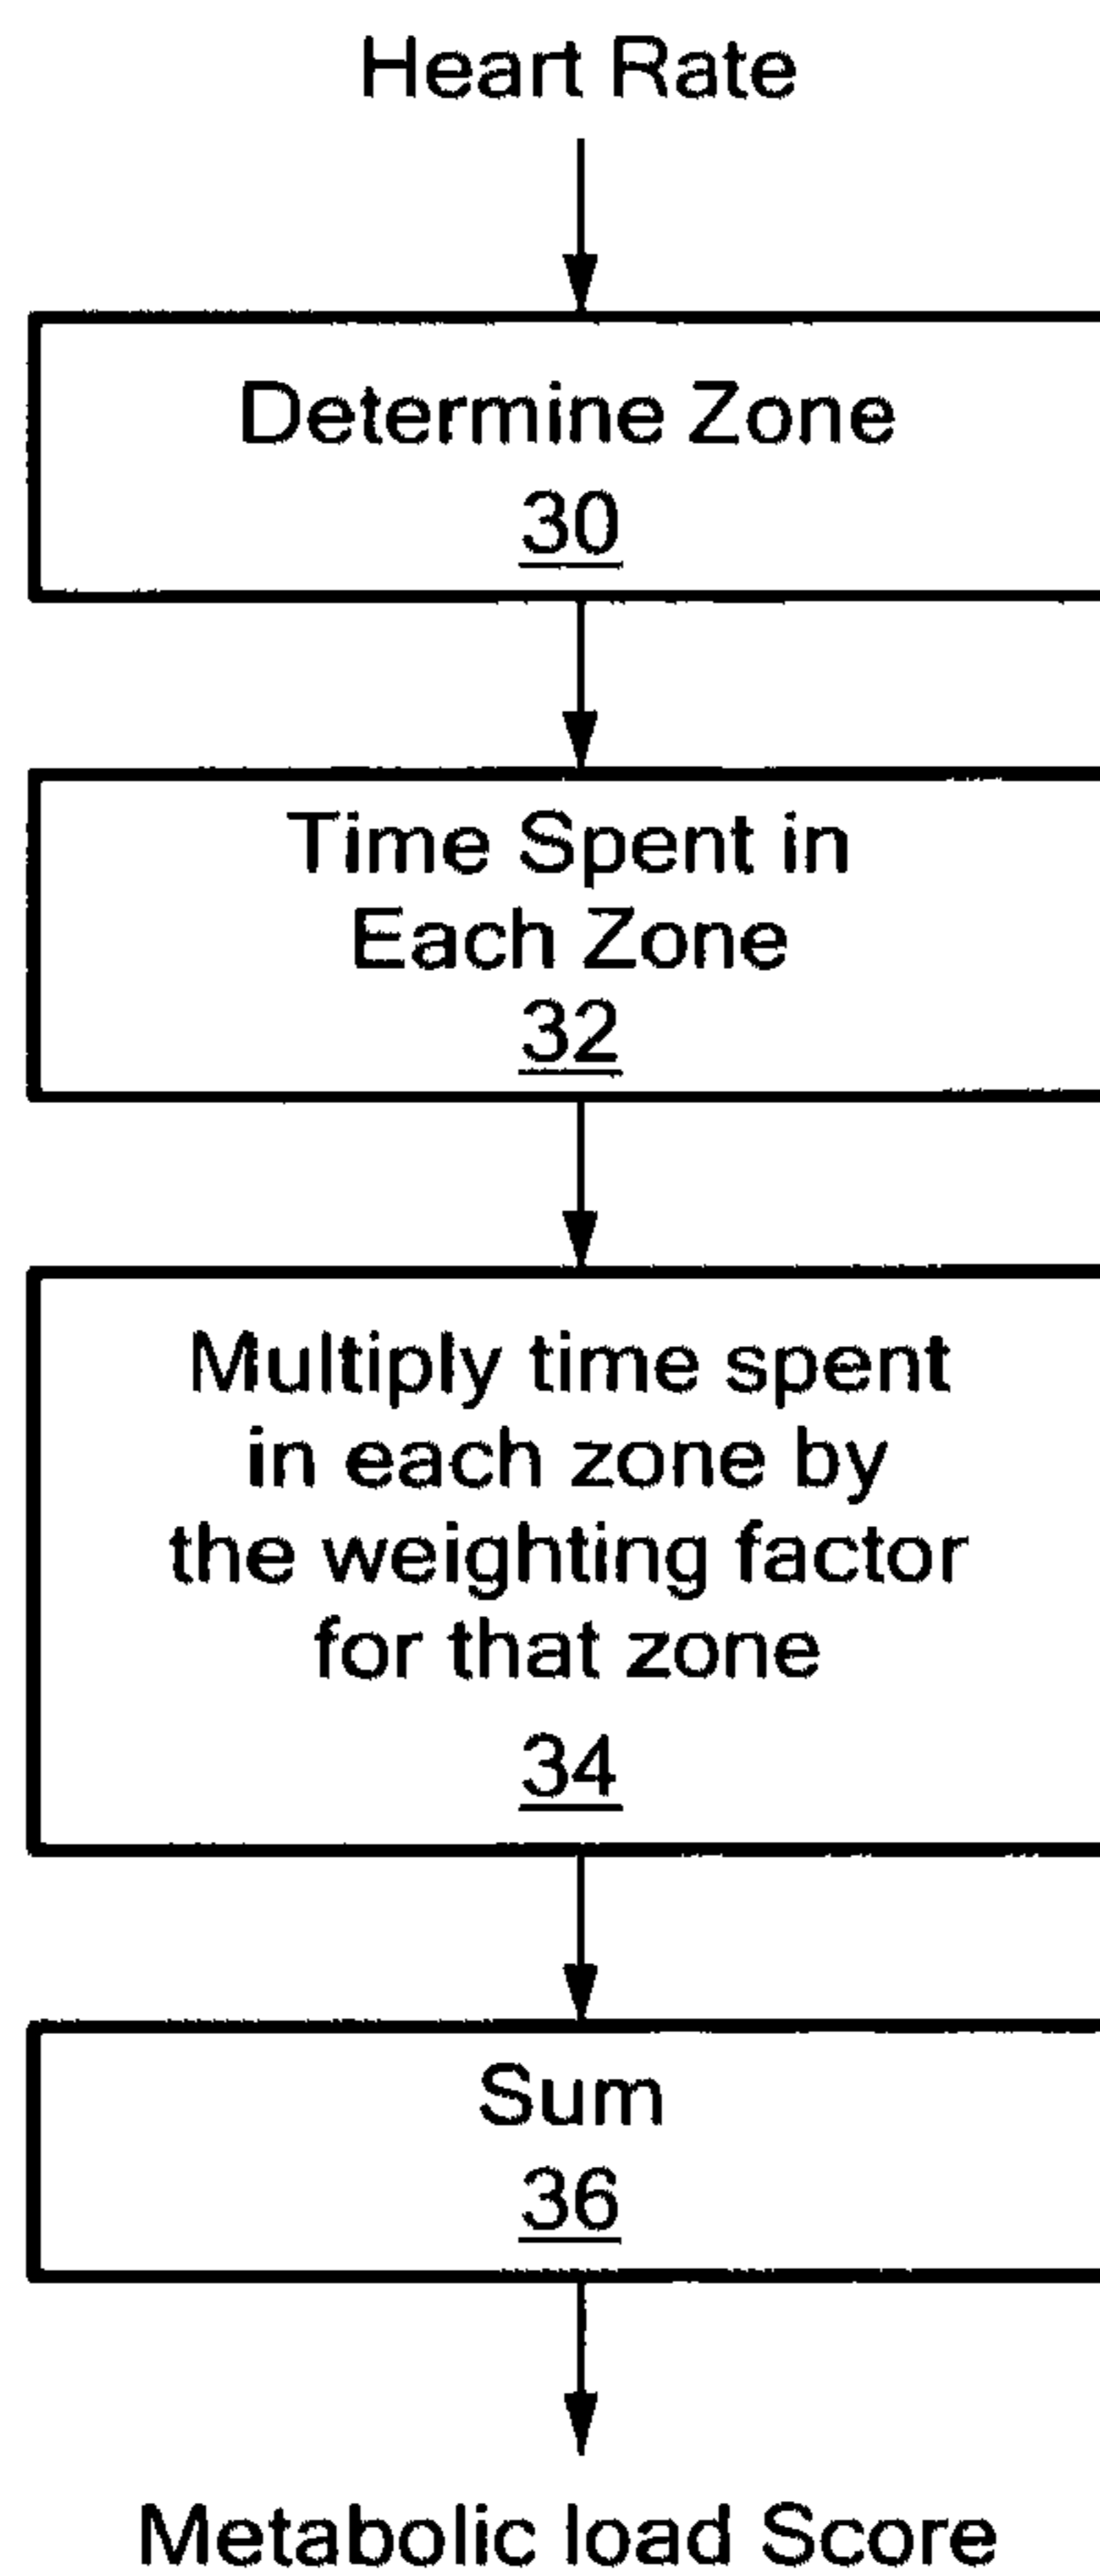 Heart Rate
Determine Zone
30
Time Spent in
Each Zone
32
Multiply time spent
in each zone by
the weighting factor
for that zone
34
Sum
36
Metabolic load Score